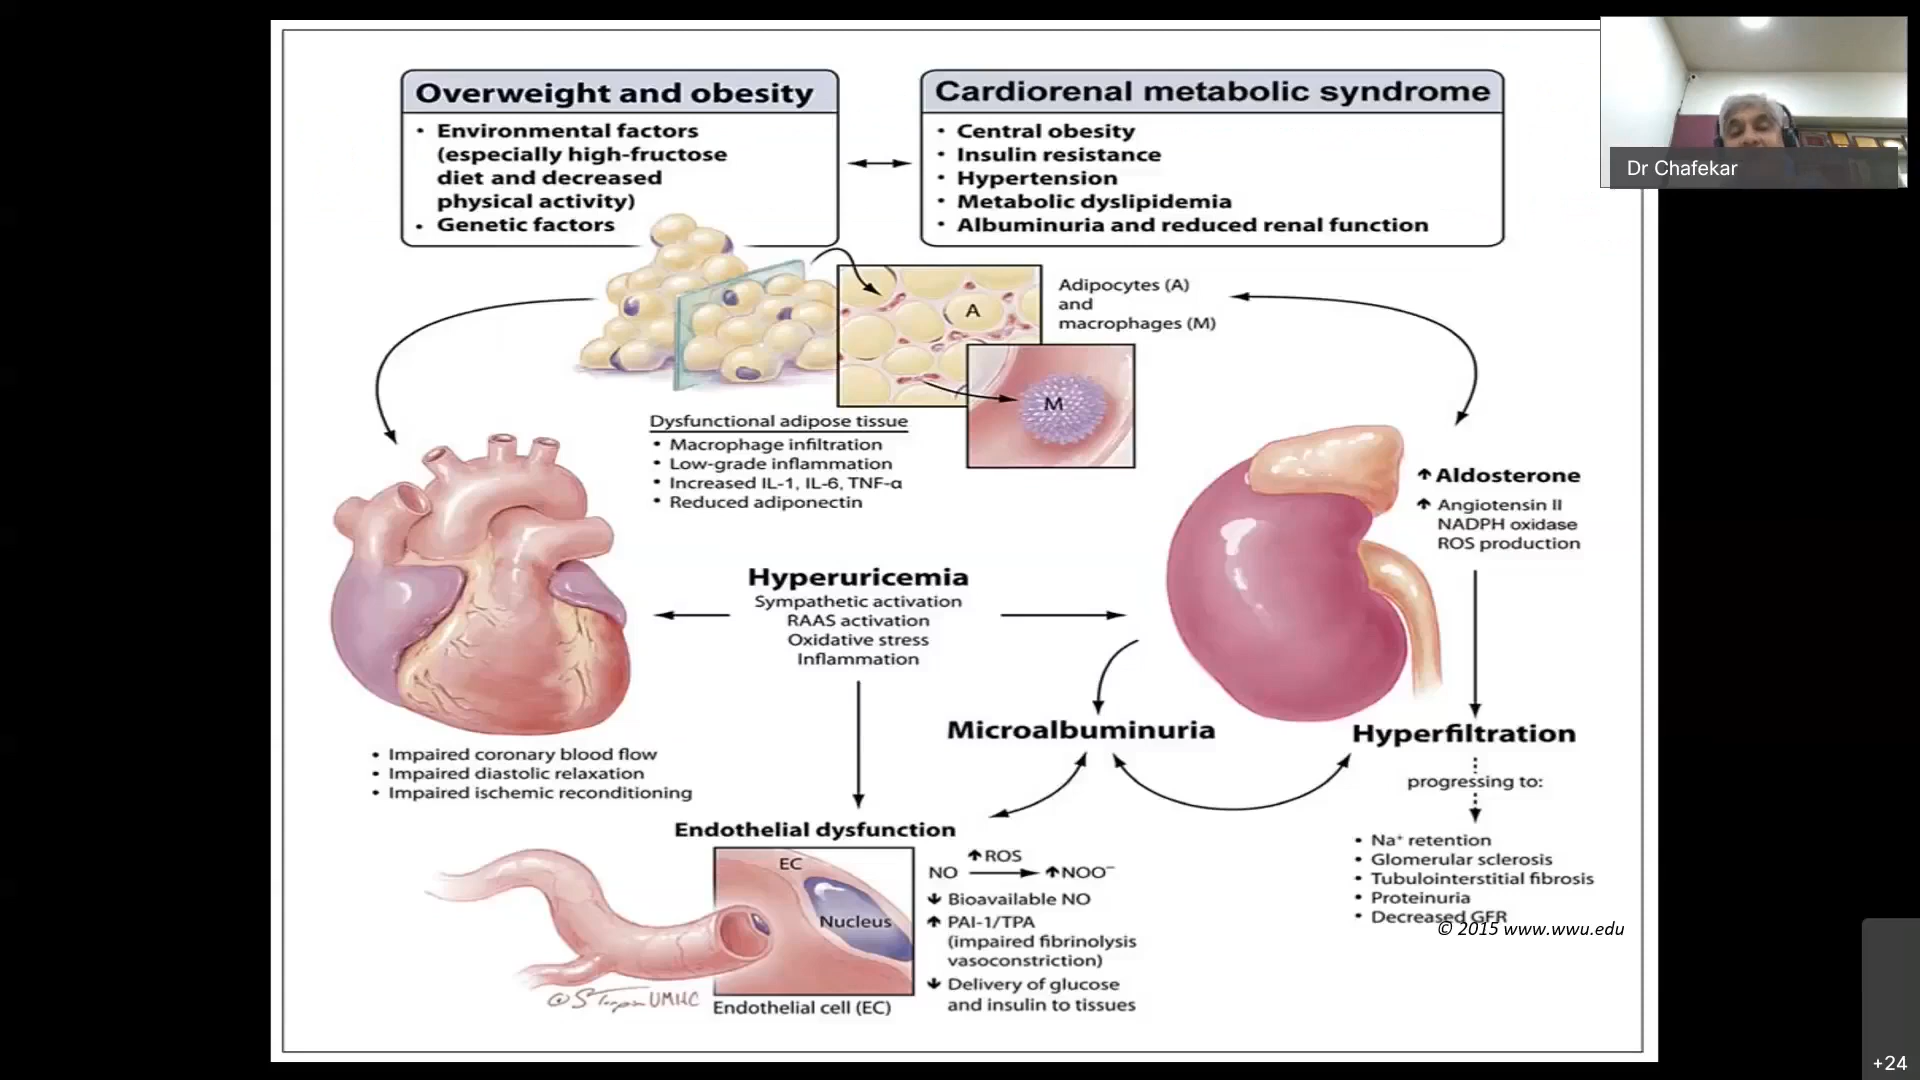 Overweight and obesity
• Environmental factors
(especially high-fructose
diet and decreased
physical activity)
• Genetic factors
Cardiorenal metabolic syndrome
• Central obesity
• Insulin resistance
• Hypertension
• Metabolic dyslipidemia
• Albuminuria and reduced renal function
Dr Chafekar
A
Adipocytes (A)
and
macrophages (M)
M
Dysfunctional adipose tissue
• Macrophage infiltration
• Low-grade inflammation
• Increased IL-1, IL-6, TNF-α
• Reduced adiponectin
↑ Aldosterone
↑ Angiotensin II
NADPH oxidase
ROS production
Hyperuricemia
Sympathetic activation
RAAS activation
Oxidative stress
Inflammation
• Impaired coronary blood flow
• Impaired diastolic relaxation
• Impaired ischemic reconditioning
Microalbuminuria
Hyperfiltration
progressing to:
• Na⁺ retention
• Glomerular sclerosis
• Tubulointerstitial fibrosis
• Proteinuria
• Decreased GFR
© 2015 www.wwu.edu
Endothelial dysfunction
EC
Nucleus
Endothelial cell (EC)
↑ROS
NO → ↑NOO⁻
↓ Bioavailable NO
↑ PAI-1/TPA
(impaired fibrinolysis
vasoconstriction)
↓ Delivery of glucose
and insulin to tissues
UMHC
+24